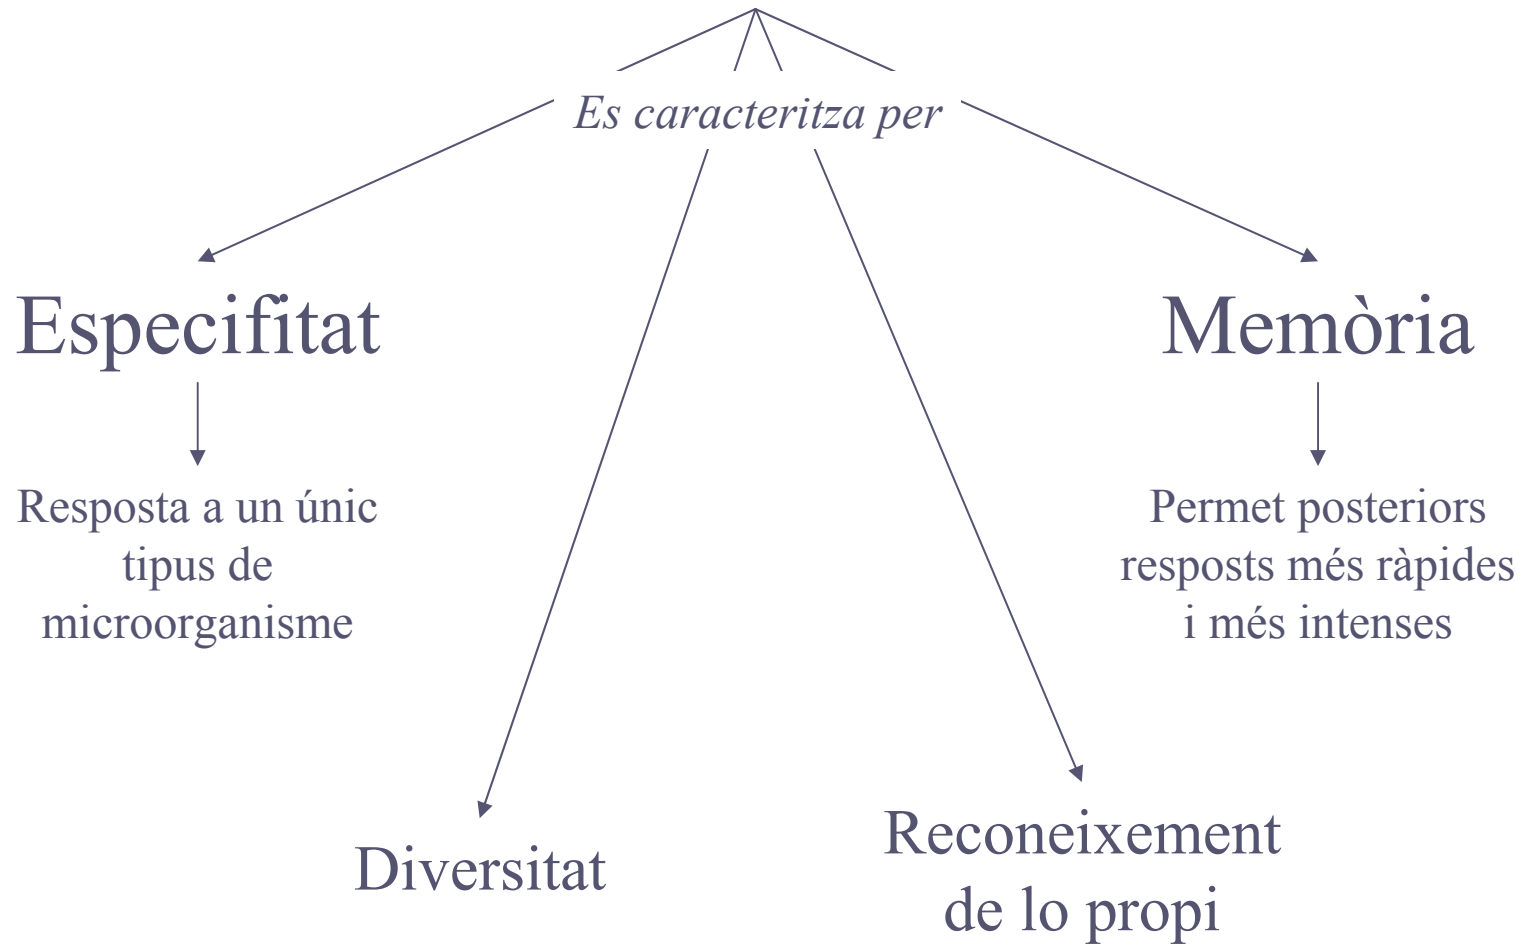 Es caracteritza per
Especifitat
Memòria
Resposta a un únic
tipus de
microorganisme
Permet posteriors
resposts més ràpides
i més intenses
Diversitat
Reconeixement
de lo propi